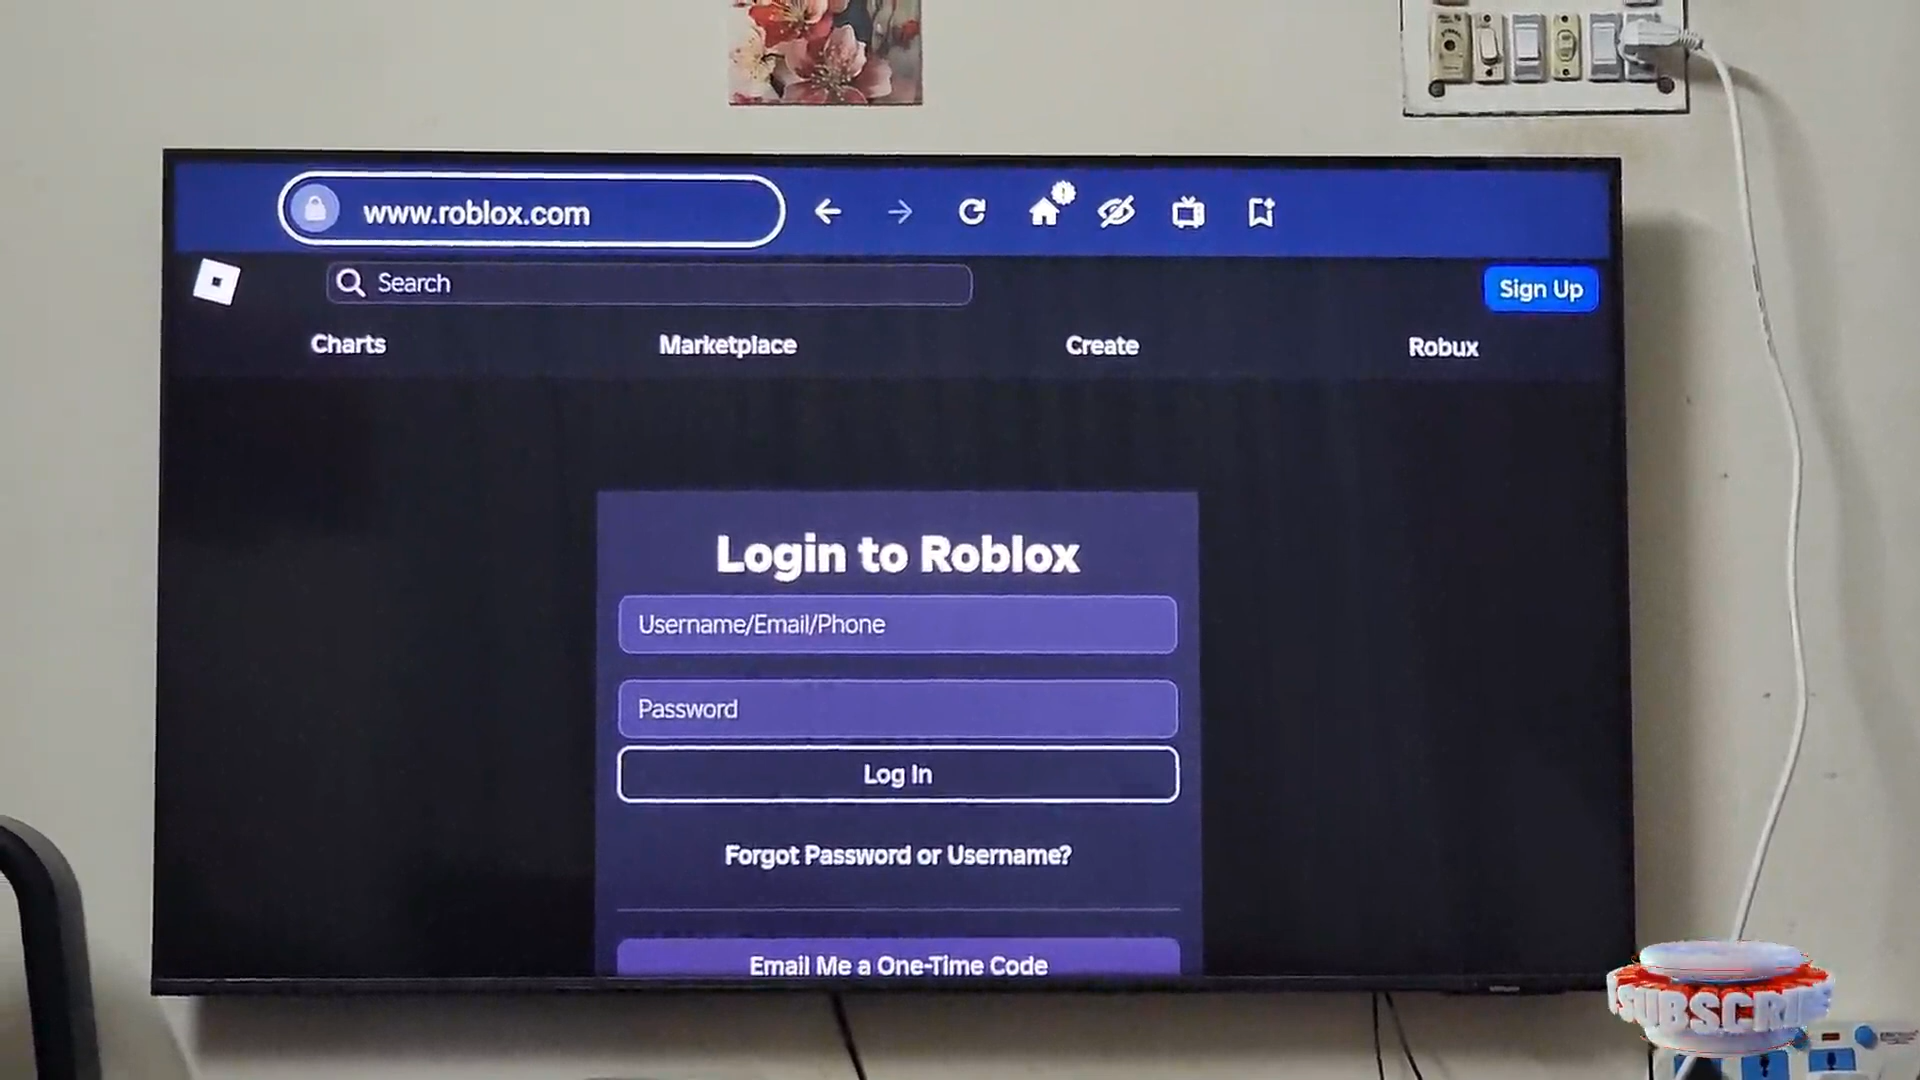 www.roblox.com
Search
Sign Up
Charts
Marketplace
Create
Robux
Login to Roblox
Username/Email/Phone
Password
Log In
Forgot Password or Username?
Email Me a One-Time Code